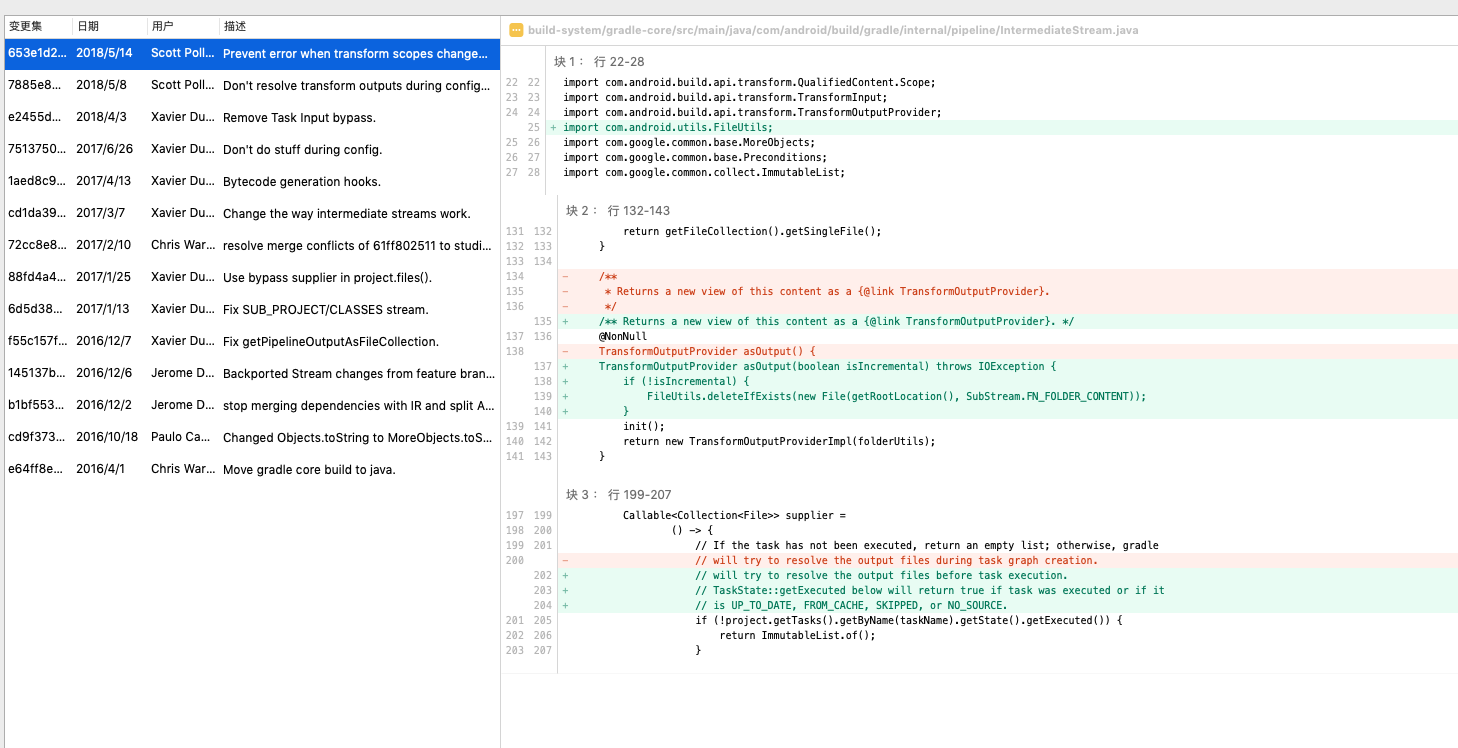 变更集 日期 用户 描述
653e1d2... 2018/5/14 Scott Poll... Prevent error when transform scopes change...
7885e8... 2018/5/8 Scott Poll... Don't resolve transform outputs during config...
e2455d... 2018/4/3 Xavier Du... Remove Task Input bypass.
7513750... 2017/6/26 Xavier Du... Don't do stuff during config.
1aed8c9... 2017/4/13 Xavier Du... Bytecode generation hooks.
cd1da39... 2017/3/7 Xavier Du... Change the way intermediate streams work.
72cc8e8... 2017/2/10 Chris War... resolve merge conflicts of 61ff802511 to studi...
88fd4a4... 2017/1/25 Xavier Du... Use bypass supplier in project.files().
6d5d38... 2017/1/13 Xavier Du... Fix SUB_PROJECT/CLASSES stream.
f55c157f... 2016/12/7 Xavier Du... Fix getPipelineOutputAsFileCollection.
145137b... 2016/12/6 Jerome D... Backported Stream changes from feature bran...
b1bf553... 2016/12/2 Jerome D... stop merging dependencies with IR and split A...
cd9f373... 2016/10/18 Paulo Ca... Changed Objects.toString to MoreObjects.toS...
e64ff8e... 2016/4/1 Chris War... Move gradle core build to java.
build-system/gradle-core/src/main/java/com/android/build/gradle/internal/pipeline/IntermediateStream.java
块 1： 行 22-28
22 22 import com.android.build.api.transform.QualifiedContent.Scope;
23 23 import com.android.build.api.transform.TransformInput;
24 24 import com.android.build.api.transform.TransformOutputProvider;
25 + import com.android.utils.FileUtils;
25 26 import com.google.common.base.MoreObjects;
26 27 import com.google.common.base.Preconditions;
27 28 import com.google.common.collect.ImmutableList;
块 2： 行 132-143
131 132 return getFileCollection().getSingleFile();
132 133 }
133 134
134 - /**
135 - * Returns a new view of this content as a {@link TransformOutputProvider}.
136 - */
135 + /** Returns a new view of this content as a {@link TransformOutputProvider}. */
137 136 @NonNull
138 - TransformOutputProvider asOutput() {
137 + TransformOutputProvider asOutput(boolean isIncremental) throws IOException {
138 + if (!isIncremental) {
139 + FileUtils.deleteIfExists(new File(getRootLocation(), SubStream.FN_FOLDER_CONTENT));
140 + }
139 141 init();
140 142 return new TransformOutputProviderImpl(folderUtils);
141 143 }
块 3： 行 199-207
197 199 Callable<Collection<File>> supplier =
198 200 () -> {
199 201 // If the task has not been executed, return an empty list; otherwise, gradle
200 - // will try to resolve the output files during task graph creation.
202 + // will try to resolve the output files before task execution.
203 + // TaskState::getExecuted below will return true if task was executed or if it
204 + // is UP_TO_DATE, FROM_CACHE, SKIPPED, or NO_SOURCE.
201 205 if (!project.getTasks().getByName(taskName).getState().getExecuted()) {
202 206 return ImmutableList.of();
203 207 }